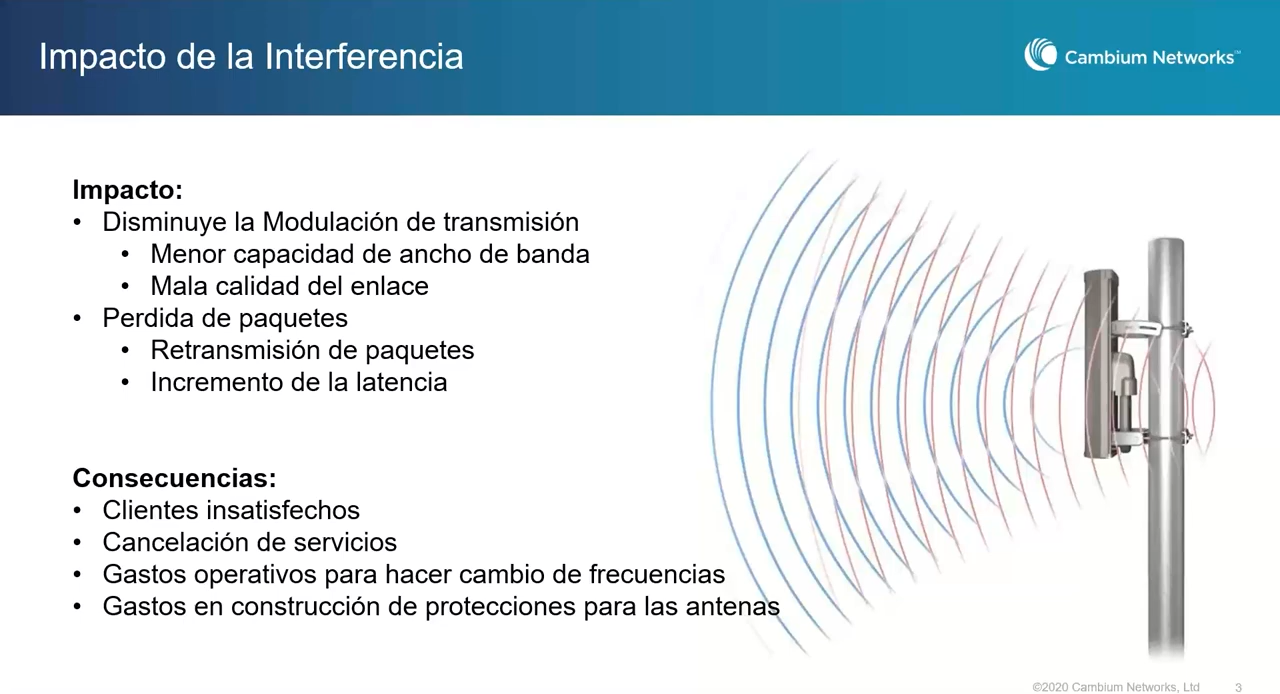 Impacto de la Interferencia
Cambium Networks™
Impacto:
• Disminuye la Modulación de transmisión
• Menor capacidad de ancho de banda
• Mala calidad del enlace
• Perdida de paquetes
• Retransmisión de paquetes
• Incremento de la latencia
Consecuencias:
• Clientes insatisfechos
• Cancelación de servicios
• Gastos operativos para hacer cambio de frecuencias
• Gastos en construcción de protecciones para las antenas
©2020 Cambium Networks, Ltd 3